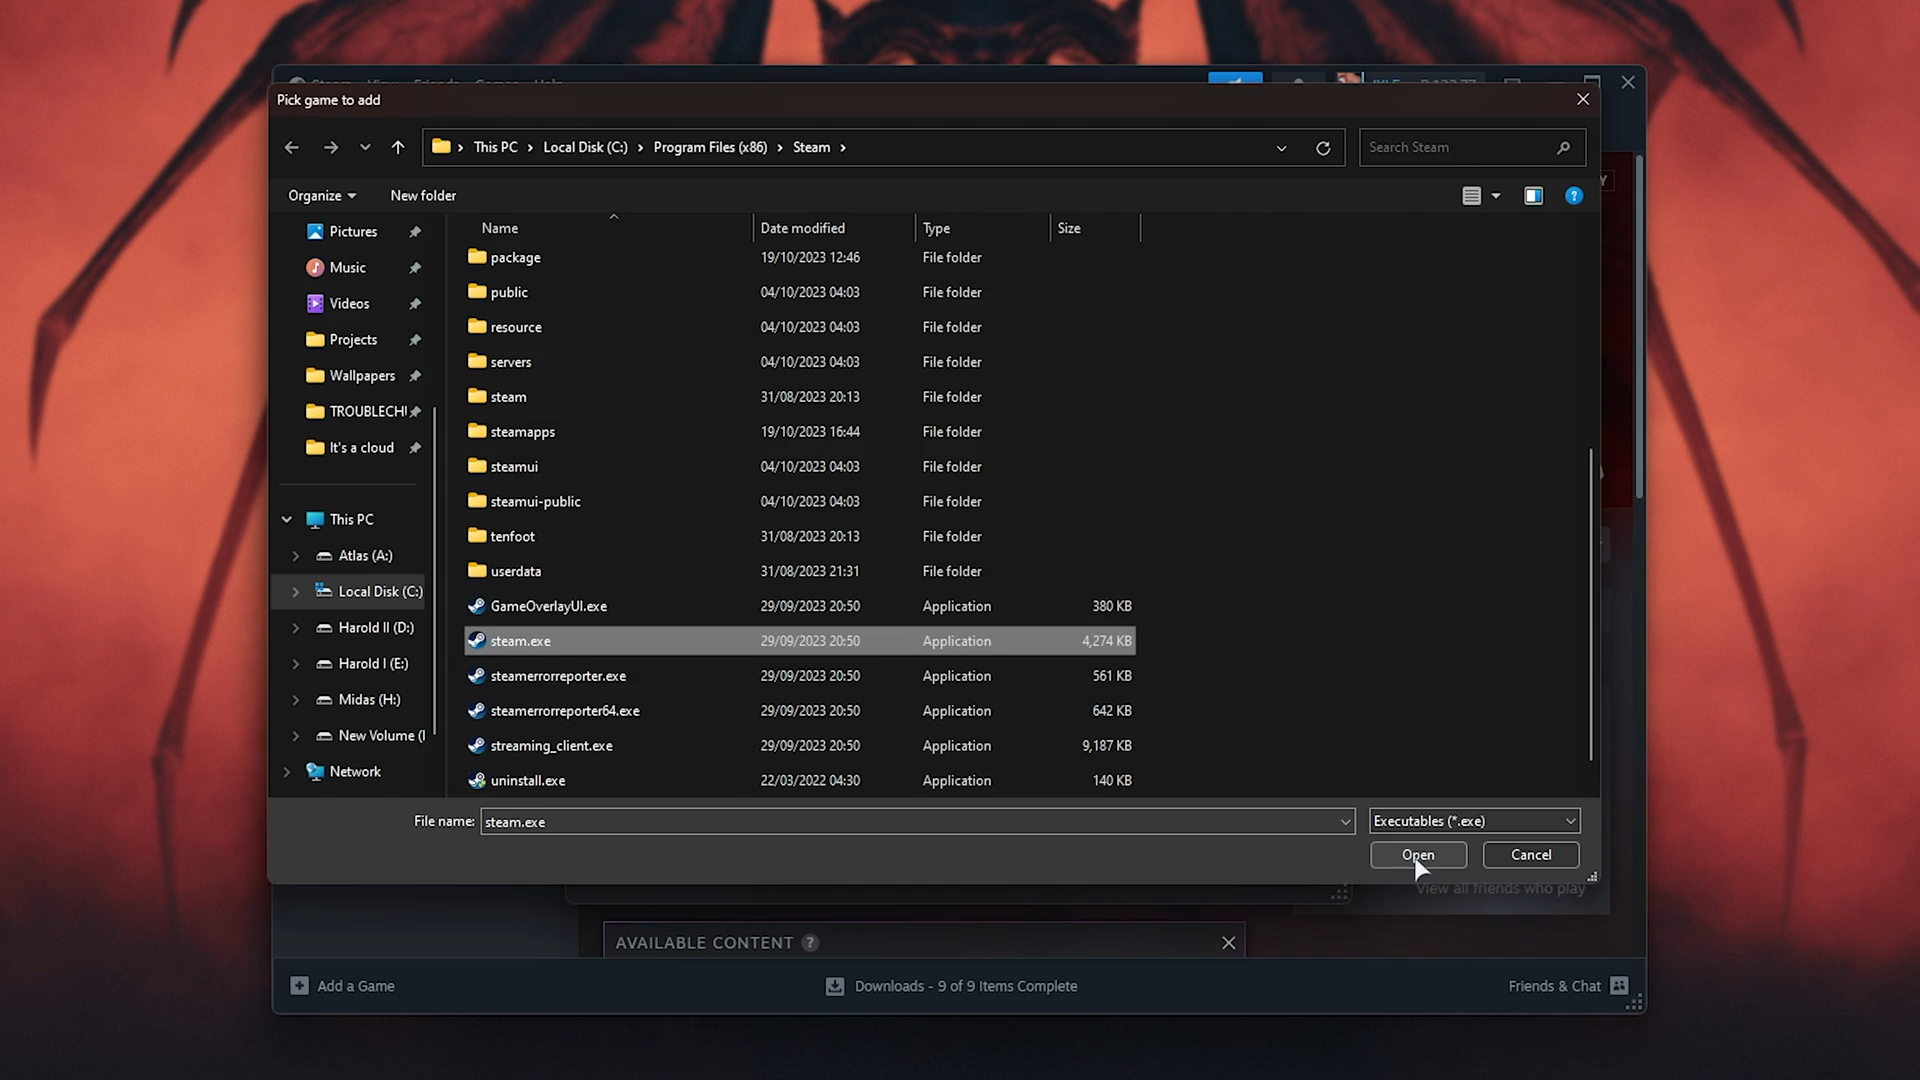 Steam View Friends Games Help
Pick game to add
This PC Local Disk (C:) Program Files (x86) Steam
Search Steam
Organize New folder
Name Date modified Type Size
Pictures
Music
Videos
Projects
Wallpapers
TROUBLECH
It's a cloud
This PC
Atlas (A:)
Local Disk (C:)
Harold II (D:)
Harold I (E:)
Midas (H:)
New Volume (I
Network
package 19/10/2023 12:46 File folder
public 04/10/2023 04:03 File folder
resource 04/10/2023 04:03 File folder
servers 04/10/2023 04:03 File folder
steam 31/08/2023 20:13 File folder
steamapps 19/10/2023 16:44 File folder
steamui 04/10/2023 04:03 File folder
steamui-public 04/10/2023 04:03 File folder
tenfoot 31/08/2023 20:13 File folder
userdata 31/08/2023 21:31 File folder
GameOverlayUI.exe 29/09/2023 20:50 Application 380 KB
steam.exe 29/09/2023 20:50 Application 4,274 KB
steamerrorreporter.exe 29/09/2023 20:50 Application 561 KB
steamerrorreporter64.exe 29/09/2023 20:50 Application 642 KB
streaming_client.exe 29/09/2023 20:50 Application 9,187 KB
uninstall.exe 22/03/2022 04:30 Application 140 KB
File name: steam.exe Executables (*.exe)
Open Cancel
View all friends who play
AVAILABLE CONTENT ?
Add a Game Downloads - 9 of 9 Items Complete Friends & Chat